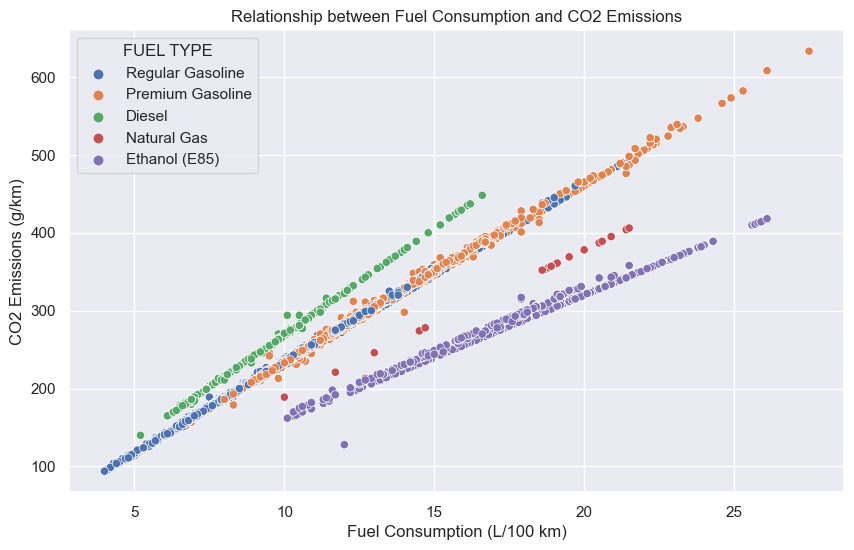 Relationship between Fuel Consumption and CO2 Emissions
FUEL TYPE
Regular Gasoline
Premium Gasoline
Diesel
Natural Gas
Ethanol (E85)
600
500
400
300
200
100
CO2 Emissions (g/km)
5
10
15
20
25
Fuel Consumption (L/100 km)